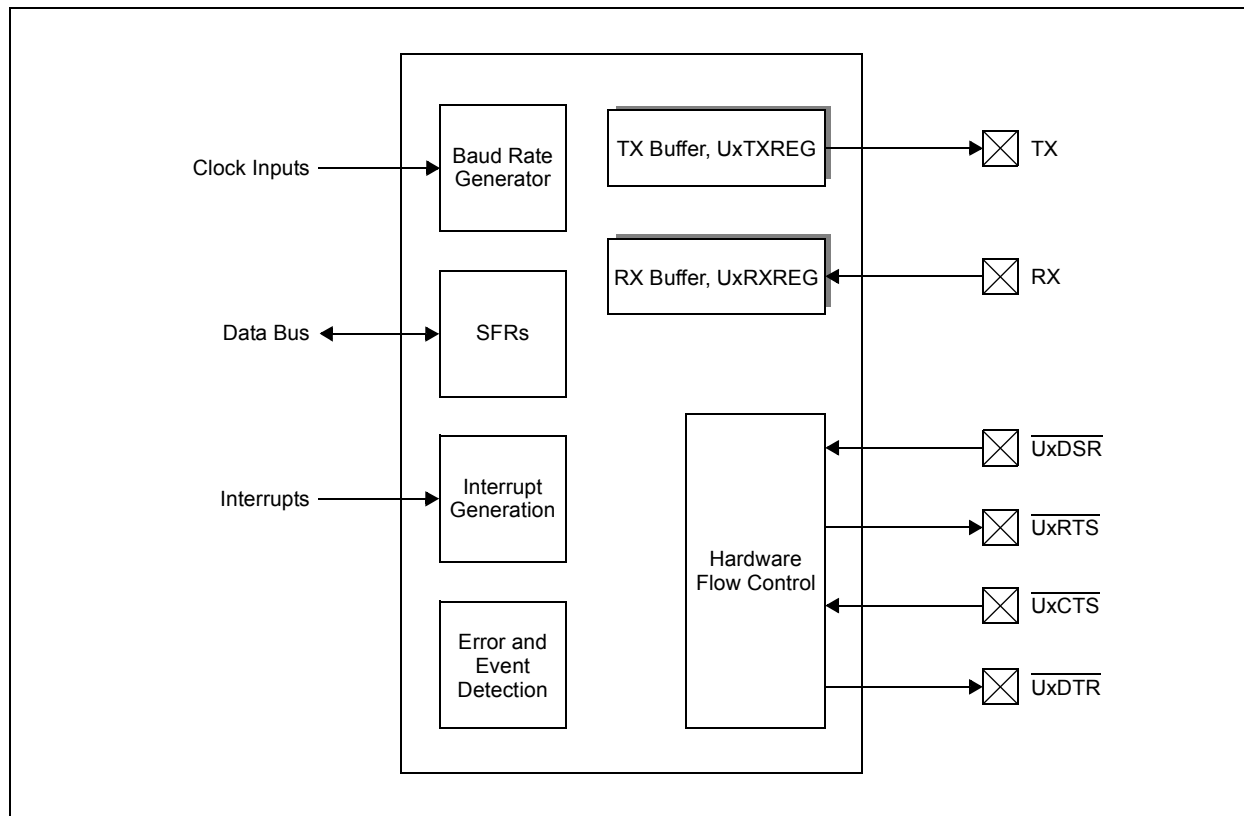 Clock Inputs
Baud Rate
Generator
TX Buffer, UxTXREG
TX
RX Buffer, UxRXREG
RX
Data Bus
SFRs
Interrupts
Interrupt
Generation
Error and
Event
Detection
Hardware
Flow Control
UxDSR
UxRTS
UxCTS
UxDTR